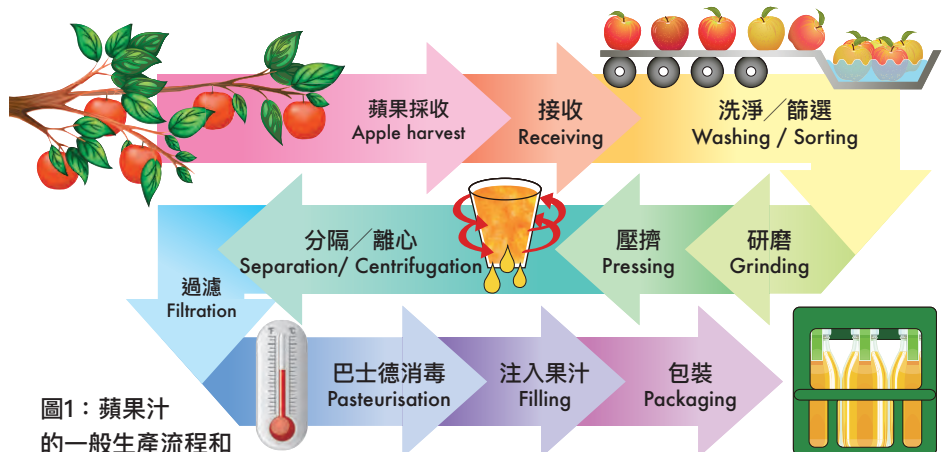 蘋果採收
Apple harvest
接收
Receiving
洗淨／篩選
Washing / Sorting
研磨
Grinding
壓擠
Pressing
分隔／離心
Separation/ Centrifugation
過濾
Filtration
巴士德消毒
Pasteurisation
注入果汁
Filling
包裝
Packaging
圖1：蘋果汁
的一般生產流程和